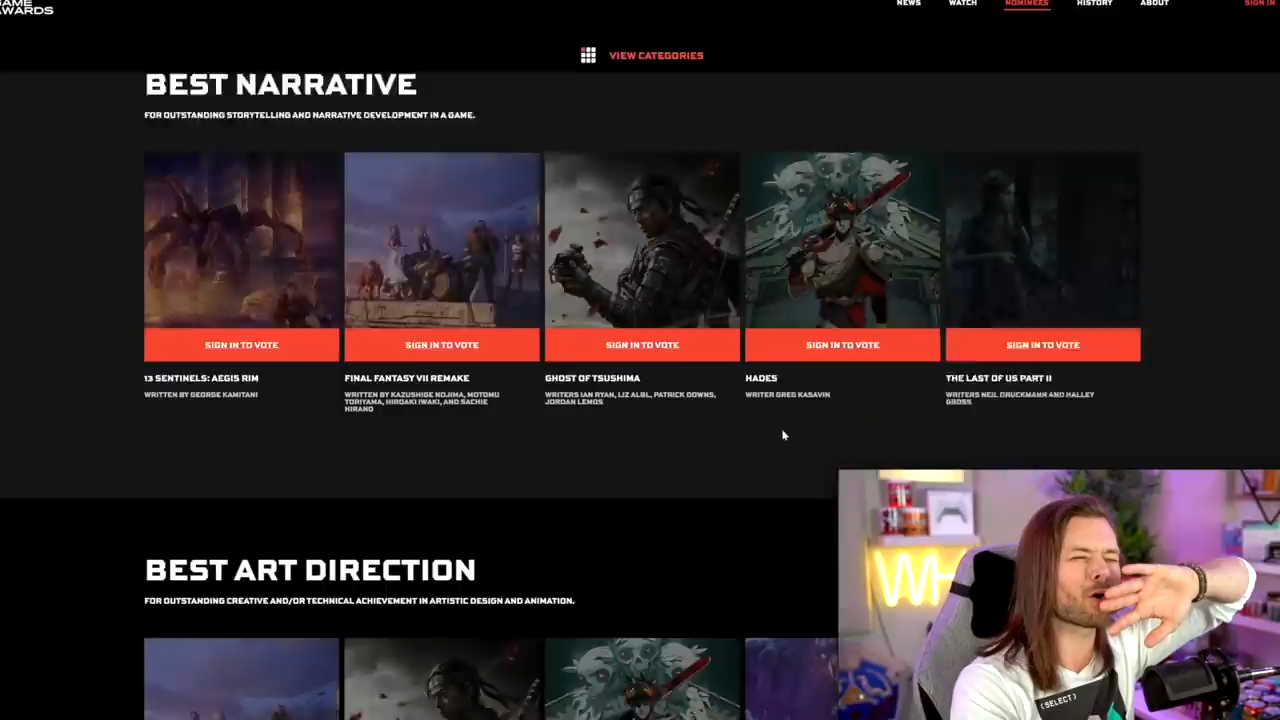 GAME
AWARDS
NEWS
WATCH
NOMINEES
HISTORY
ABOUT
SIGN IN
VIEW CATEGORIES
BEST NARRATIVE
FOR OUTSTANDING STORYTELLING AND NARRATIVE DEVELOPMENT IN A GAME.
SIGN IN TO VOTE
SIGN IN TO VOTE
SIGN IN TO VOTE
SIGN IN TO VOTE
SIGN IN TO VOTE
13 SENTINELS: AEGIS RIM
WRITTEN BY GEORGE KAMITANI
FINAL FANTASY VII REMAKE
WRITTEN BY KAZUSHIGE NOJIMA, MOTOMU
TORIYAMA, HIROAKI IWAKI, AND SACHIE
HIRANO
GHOST OF TSUSHIMA
WRITERS IAN RYAN, LIZ ALBL, PATRICK DOWNS,
JORDAN LEMOS
HADES
WRITER GREG KASAVIN
THE LAST OF US PART II
WRITERS NEIL DRUCKMANN AND HALLEY
GROSS
BEST ART DIRECTION
FOR OUTSTANDING CREATIVE AND/OR TECHNICAL ACHIEVEMENT IN ARTISTIC DESIGN AND ANIMATION.
WH
(SELECT)